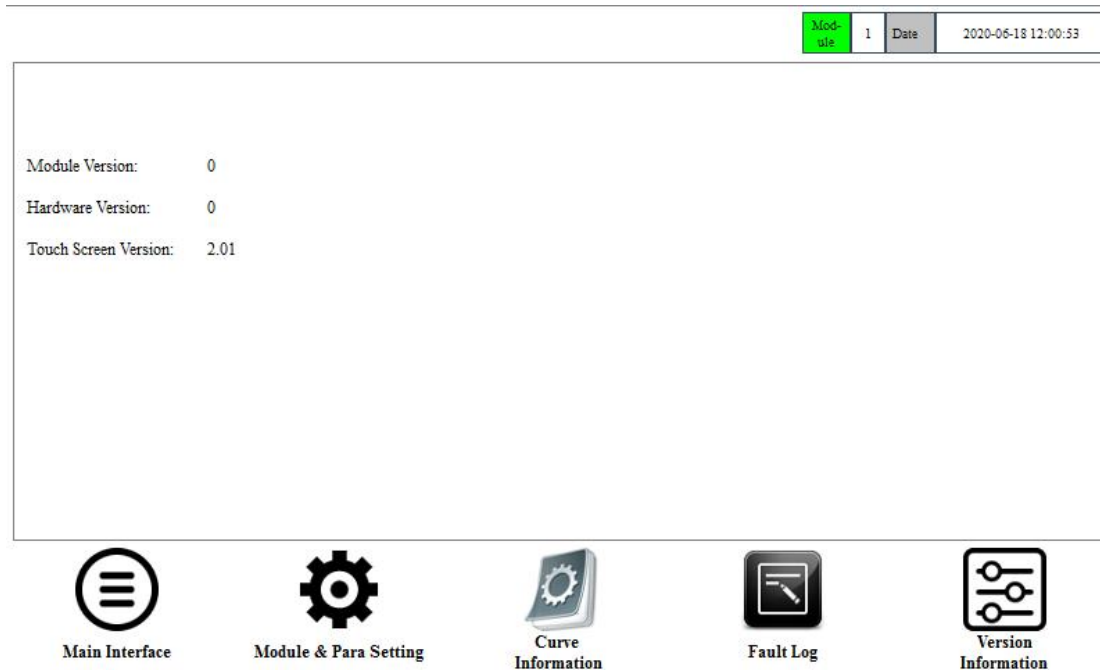 Mod-
ule
1
Date
2020-06-18 12:00:53
Module Version: 0
Hardware Version: 0
Touch Screen Version: 2.01
Main Interface
Module & Para Setting
Curve
Information
Fault Log
Version
Information